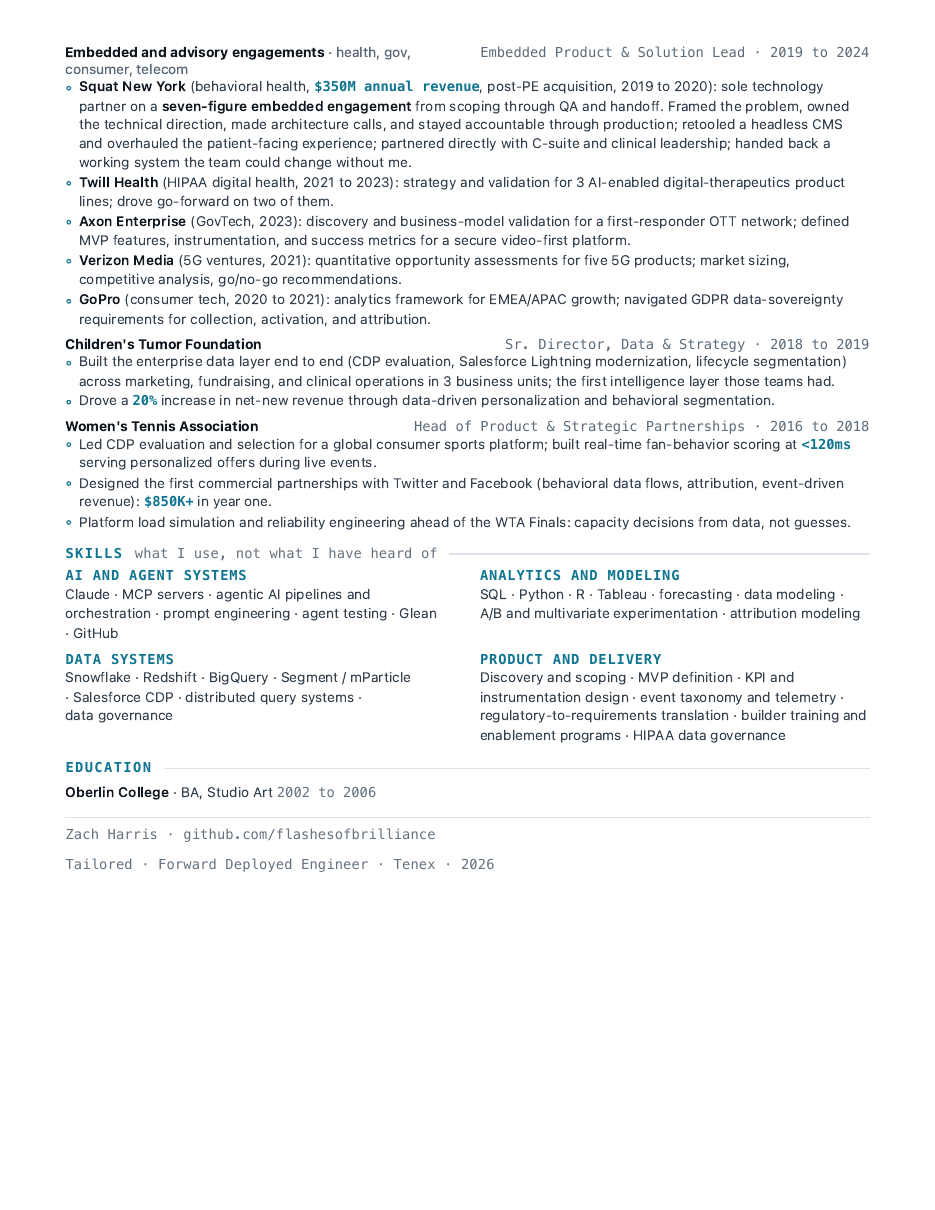 Embedded and advisory engagements · health, gov, Embedded Product & Solution Lead · 2019 to 2024
consumer, telecom
Squat New York (behavioral health, $350M annual revenue, post-PE acquisition, 2019 to 2020): sole technology
partner on a seven-figure embedded engagement from scoping through QA and handoff. Framed the problem, owned
the technical direction, made architecture calls, and stayed accountable through production; retooled a headless CMS
and overhauled the patient-facing experience; partnered directly with C-suite and clinical leadership; handed back a
working system the team could change without me.
Twill Health (HIPAA digital health, 2021 to 2023): strategy and validation for 3 AI-enabled digital-therapeutics product
lines; drove go-forward on two of them.
Axon Enterprise (GovTech, 2023): discovery and business-model validation for a first-responder OTT network; defined
MVP features, instrumentation, and success metrics for a secure video-first platform.
Verizon Media (5G ventures, 2021): quantitative opportunity assessments for five 5G products; market sizing,
competitive analysis, go/no-go recommendations.
GoPro (consumer tech, 2020 to 2021): analytics framework for EMEA/APAC growth; navigated GDPR data-sovereignty
requirements for collection, activation, and attribution.
Children's Tumor Foundation Sr. Director, Data & Strategy · 2018 to 2019
Built the enterprise data layer end to end (CDP evaluation, Salesforce Lightning modernization, lifecycle segmentation)
across marketing, fundraising, and clinical operations in 3 business units; the first intelligence layer those teams had.
Drove a 20% increase in net-new revenue through data-driven personalization and behavioral segmentation.
Women's Tennis Association Head of Product & Strategic Partnerships · 2016 to 2018
Led CDP evaluation and selection for a global consumer sports platform; built real-time fan-behavior scoring at <120ms
serving personalized offers during live events.
Designed the first commercial partnerships with Twitter and Facebook (behavioral data flows, attribution, event-driven
revenue): $850K+ in year one.
Platform load simulation and reliability engineering ahead of the WTA Finals: capacity decisions from data, not guesses.
SKILLS what I use, not what I have heard of
AI AND AGENT SYSTEMS
Claude · MCP servers · agentic AI pipelines and
orchestration · prompt engineering · agent testing · Glean
· GitHub
ANALYTICS AND MODELING
SQL · Python · R · Tableau · forecasting · data modeling ·
A/B and multivariate experimentation · attribution modeling
DATA SYSTEMS
Snowflake · Redshift · BigQuery · Segment / mParticle
· Salesforce CDP · distributed query systems ·
data governance
PRODUCT AND DELIVERY
Discovery and scoping · MVP definition · KPI and
instrumentation design · event taxonomy and telemetry ·
regulatory-to-requirements translation · builder training and
enablement programs · HIPAA data governance
EDUCATION
Oberlin College · BA, Studio Art 2002 to 2006
Zach Harris · github.com/flashesofbrilliance
Tailored · Forward Deployed Engineer · Tenex · 2026